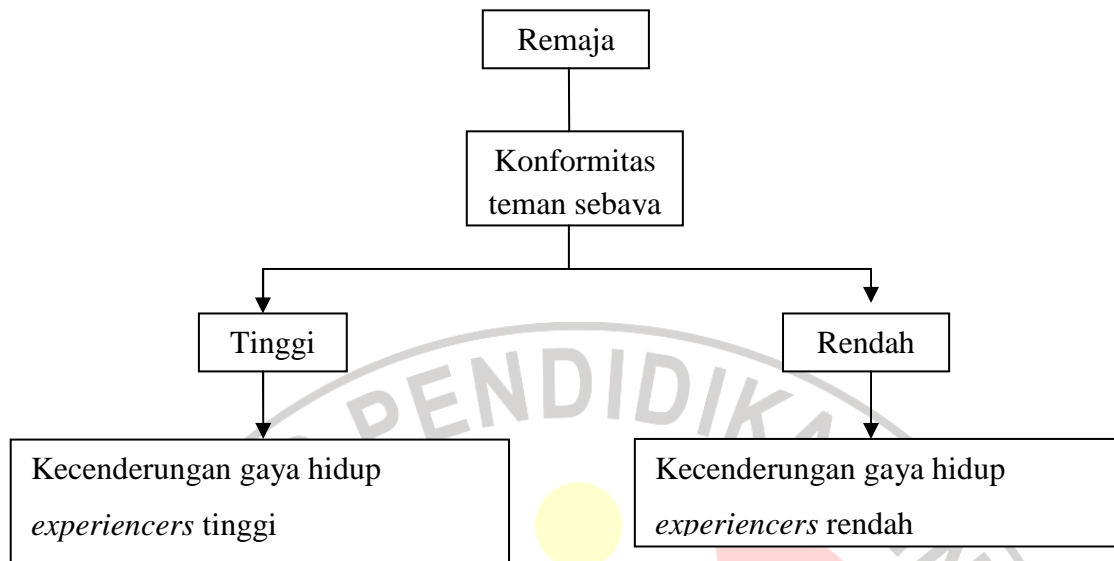 Remaja
Konformitas
teman sebaya
Tinggi
Rendah
PENDIDIKA
Kecenderungan gaya hidup
experiencers tinggi
Kecenderungan gaya hidup
experiencers rendah